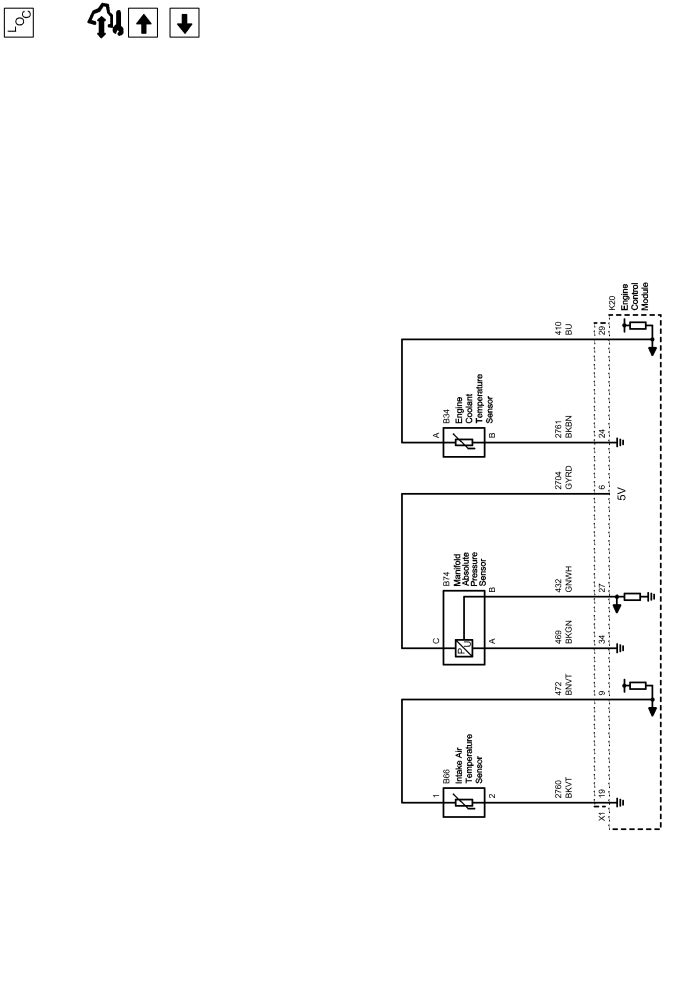 LOC
K20
Engine
Control
Module
410
BU
29
A
B34
Engine
Coolant
Temperature
Sensor
B
2761
BKBN
24
2704
GYRD
6
5V
C
B74
Manifold
Absolute
Pressure
Sensor
P
U
B
A
432
GNWH
27
469
BKGN
34
472
BNVT
9
1
B66
Intake Air
Temperature
Sensor
2
2760
BKVT
19
X1